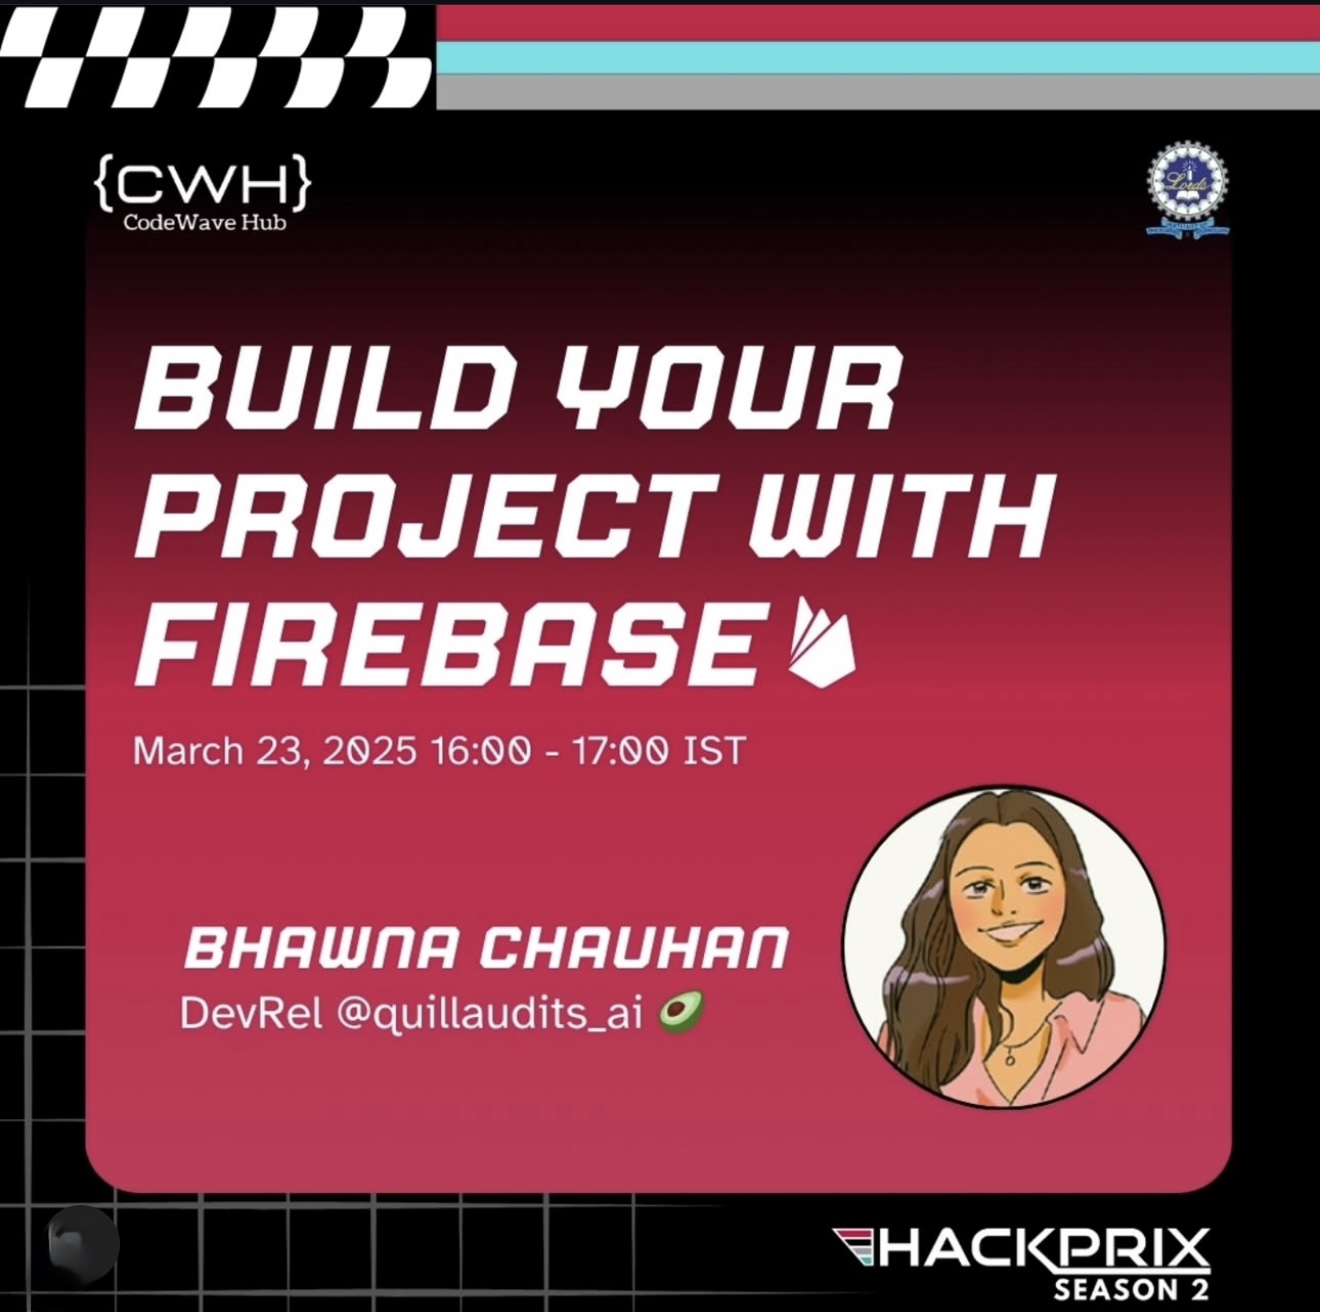 {CWH}
CodeWave Hub
Lords
BUILD YOUR
PROJECT WITH
FIREBASE
March 23, 2025 16:00 - 17:00 IST
BHAWNA CHAUHAN
DevRel @quillaudits_ai 🥑
HACKPRIX
SEASON 2